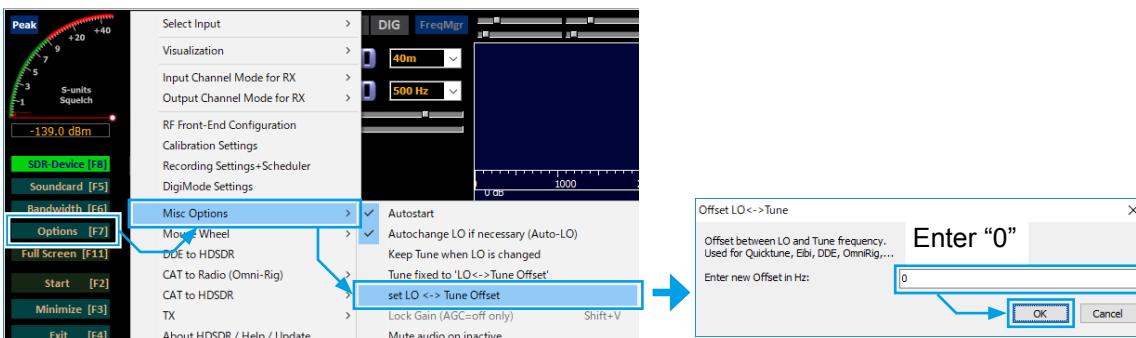 Peak
+40
+20
9
7
5
3
1
S-units
Squelch
-139.0 dBm
SDR-Device [F8]
Soundcard [F5]
Bandwidth [F6]
Options [F7]
Full Screen [F11]
Start [F2]
Minimize [F3]
Exit [F4]
Select Input
Visualization
Input Channel Mode for RX
Output Channel Mode for RX
RF Front-End Configuration
Calibration Settings
Recording Settings+Scheduler
DigiMode Settings
Misc Options
Mouse Wheel
DDE to HDSDR
CAT to Radio (Omni-Rig)
CAT to HDSDR
TX
About HDSDR / Help / Update
DIG FreqMgr
40m
500 Hz
1000
0 dB
Autostart
Autochange LO if necessary (Auto-LO)
Keep Tune when LO is changed
Tune fixed to 'LO<->Tune Offset'
set LO <-> Tune Offset
Lock Gain (AGC=off only) Shift+V
Mute audio on inactive
Offset LO<->Tune
Offset between LO and Tune frequency.
Used for Quicktune, Eibi, DDE, OmniRig,...
Enter “0”
Enter new Offset in Hz:
0
OK Cancel